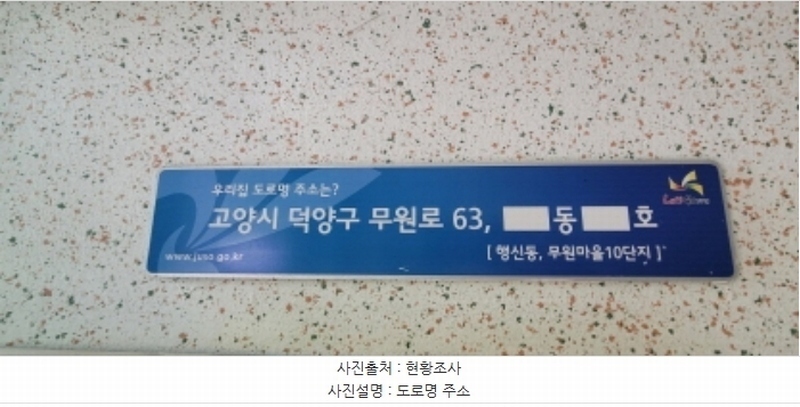 우리집 도로명 주소는?
고양시 덕양구 무원로 63, 동 호
[ 행신동, 무원마을10단지 ]
www.juso.go.kr
사진출처 : 현황조사
사진설명 : 도로명 주소